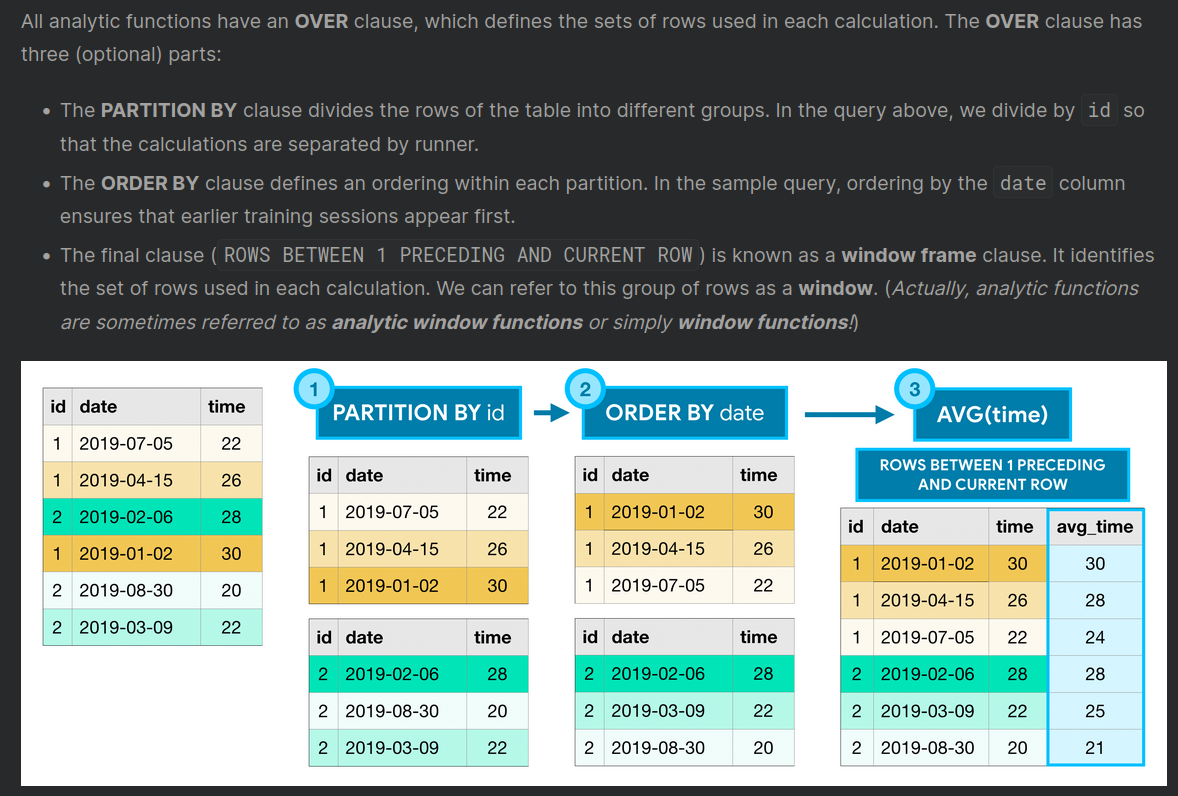 All analytic functions have an OVER clause, which defines the sets of rows used in each calculation. The OVER clause has
three (optional) parts:
• The PARTITION BY clause divides the rows of the table into different groups. In the query above, we divide by id so
that the calculations are separated by runner.
• The ORDER BY clause defines an ordering within each partition. In the sample query, ordering by the date column
ensures that earlier training sessions appear first.
• The final clause ( ROWS BETWEEN 1 PRECEDING AND CURRENT ROW ) is known as a window frame clause. It identifies
the set of rows used in each calculation. We can refer to this group of rows as a window. (Actually, analytic functions
are sometimes referred to as analytic window functions or simply window functions!)
id date time
1 2019-07-05 22
1 2019-04-15 26
2 2019-02-06 28
1 2019-01-02 30
2 2019-08-30 20
2 2019-03-09 22
1
PARTITION BY id
id date time
1 2019-07-05 22
1 2019-04-15 26
1 2019-01-02 30
id date time
2 2019-02-06 28
2 2019-08-30 20
2 2019-03-09 22
2
ORDER BY date
id date time
1 2019-01-02 30
1 2019-04-15 26
1 2019-07-05 22
id date time
2 2019-02-06 28
2 2019-03-09 22
2 2019-08-30 20
3
AVG(time)
ROWS BETWEEN 1 PRECEDING
AND CURRENT ROW
id date time avg_time
1 2019-01-02 30 30
1 2019-04-15 26 28
1 2019-07-05 22 24
2 2019-02-06 28 28
2 2019-03-09 22 25
2 2019-08-30 20 21